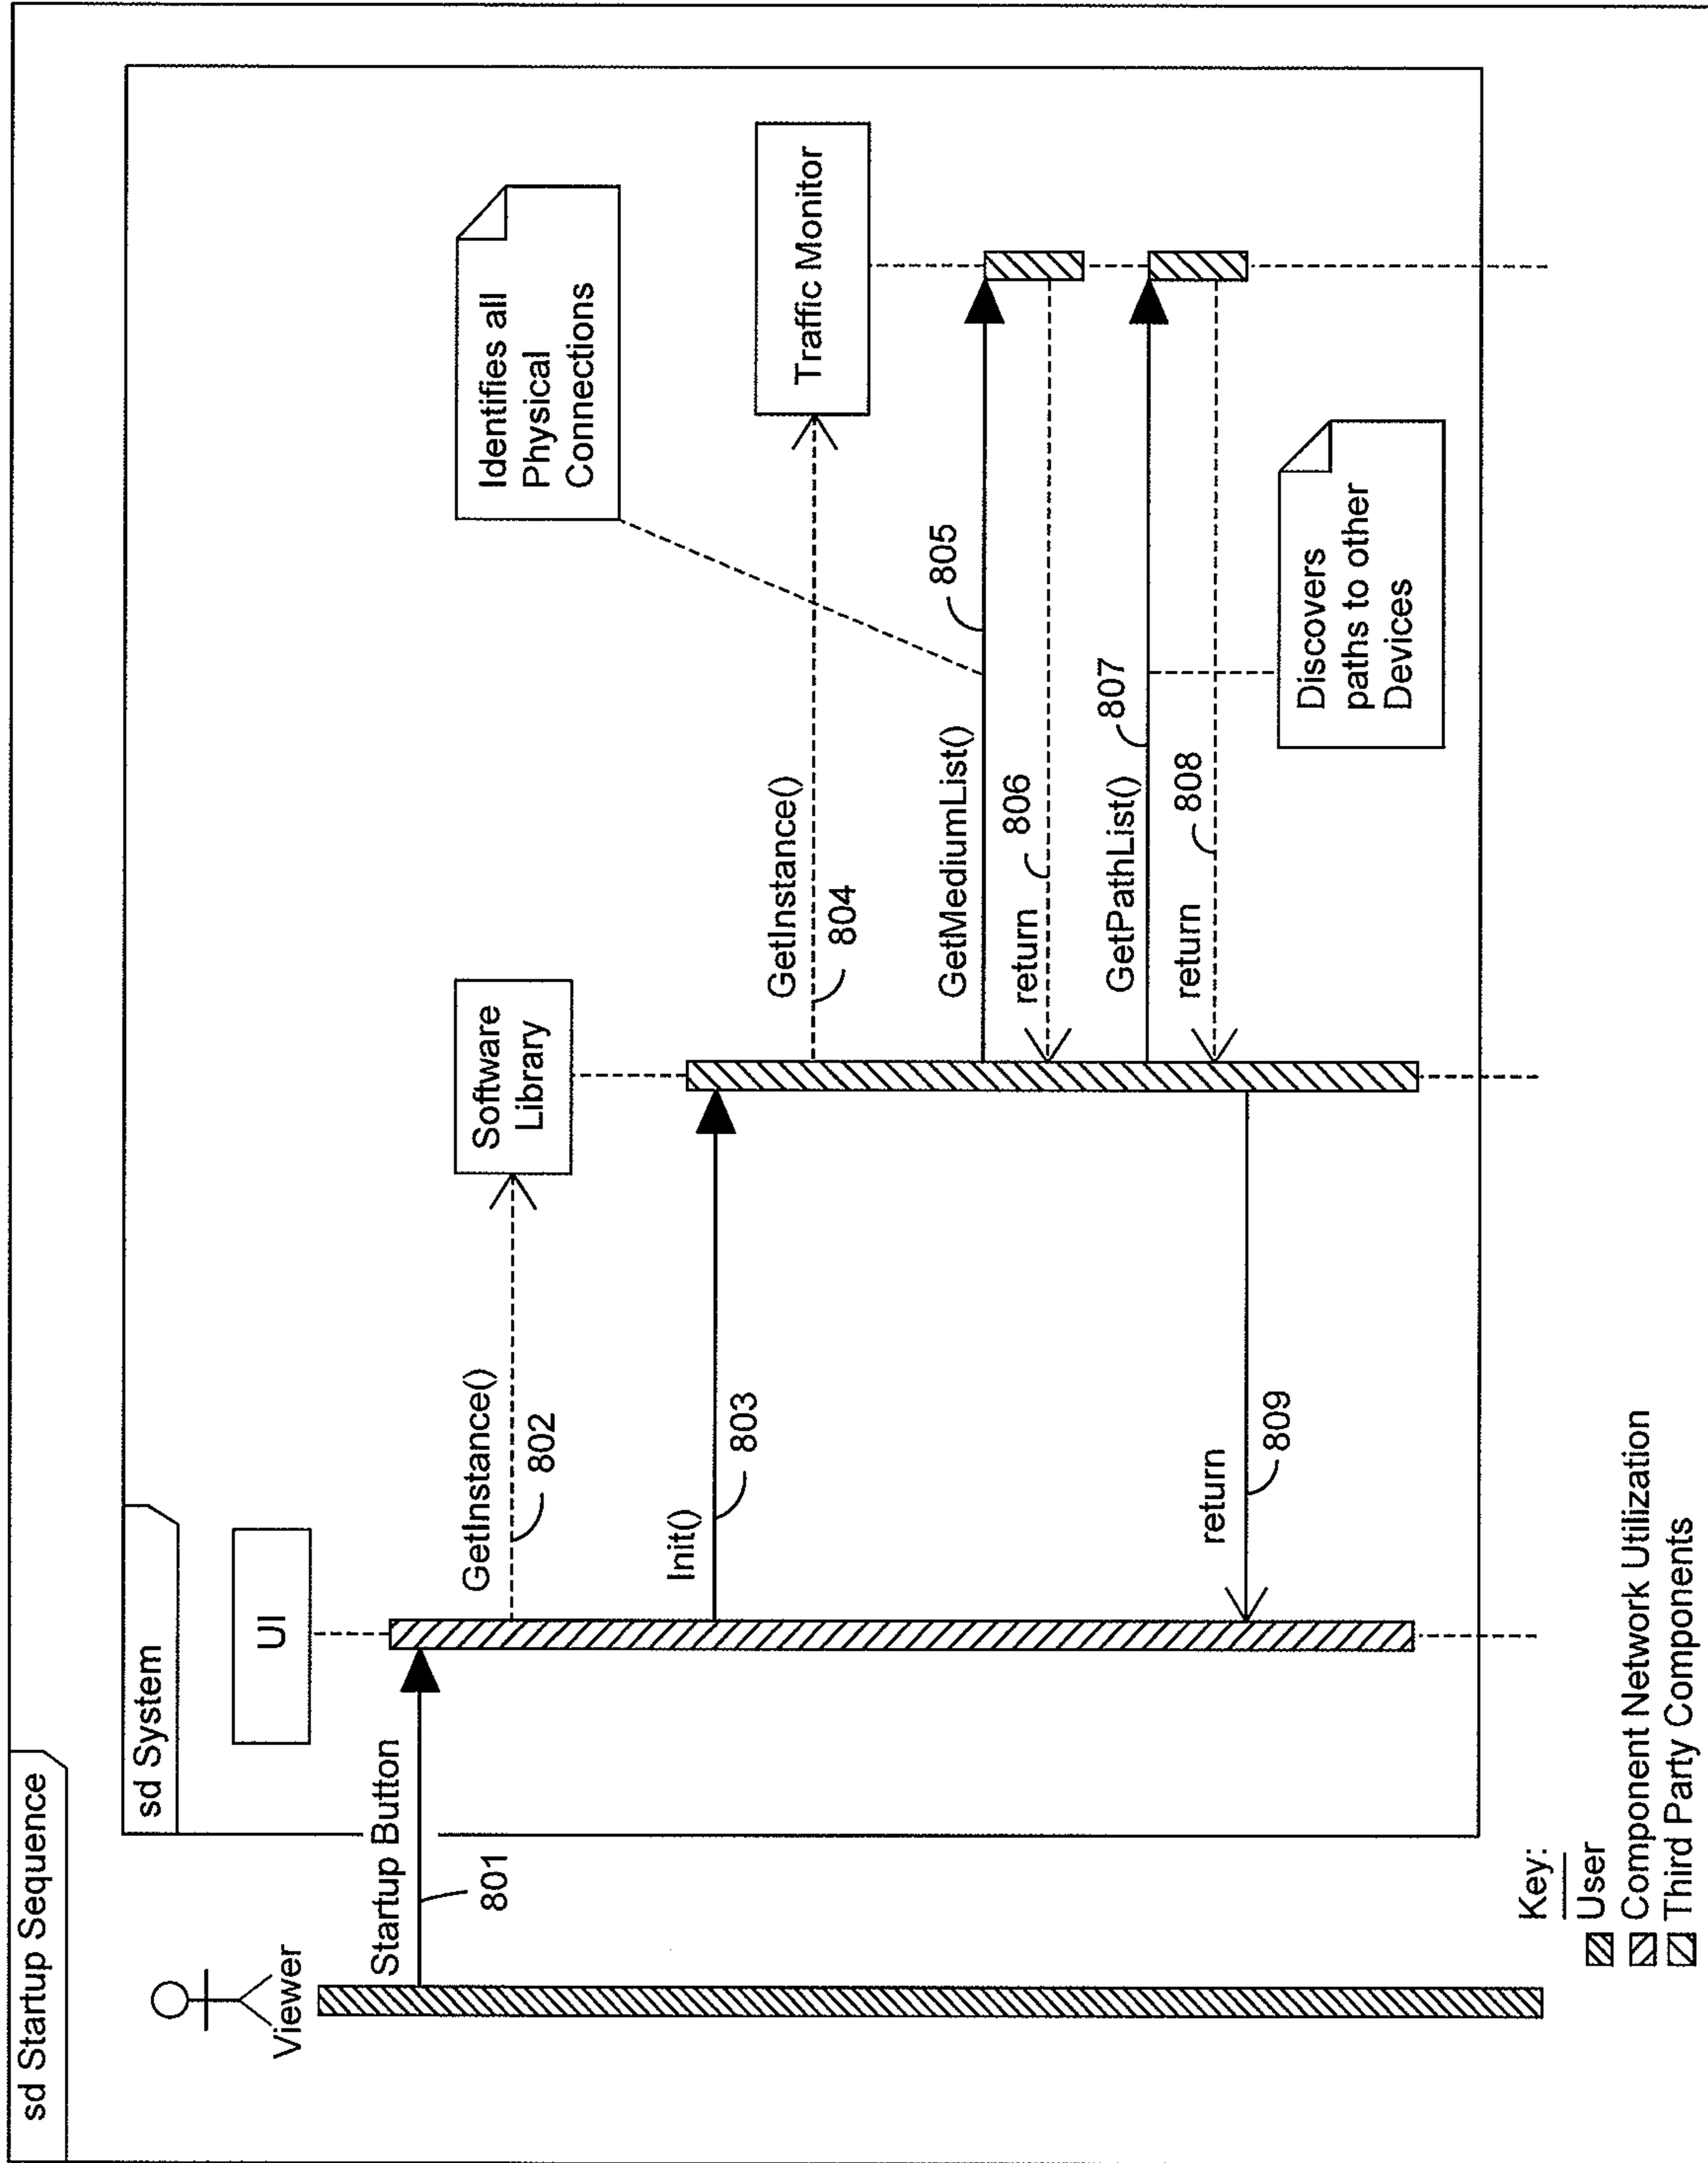 sd Startup Sequence
sd System
Viewer
UI
Startup Button
801
GetInstance()
802
Software
Library
Identifies all
Physical
Connections
Init()
803
GetInstance()
804
Traffic Monitor
GetMediumList()
805
return
806
GetPathList()
807
return
808
return
809
Discovers
paths to other
Devices
Key:
User
Component Network Utilization
Third Party Components